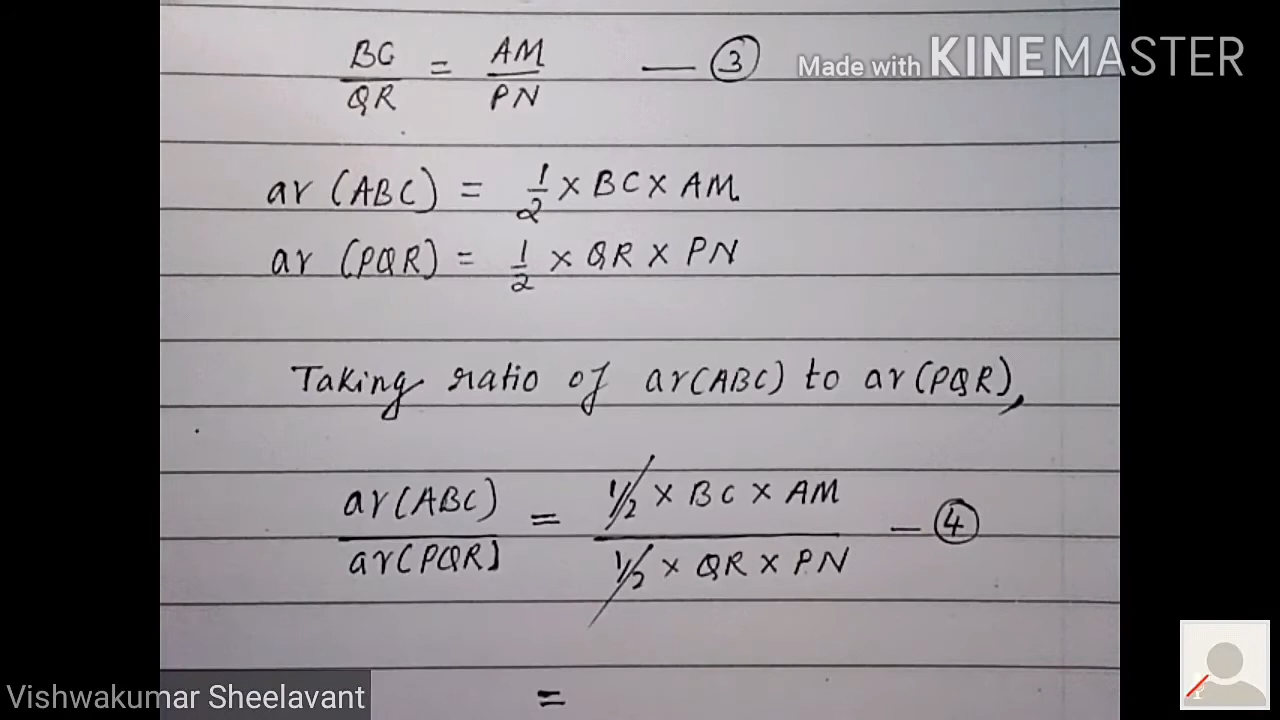 BC/QR = AM/PN — ③
Made with KINEMASTER
ar (ABC) = 1/2 × BC × AM
ar (PQR) = 1/2 × QR × PN
Taking ratio of ar(ABC) to ar(PQR),
ar(ABC)/ar(PQR) = 1/2 × BC × AM / 1/2 × QR × PN — ④
=
Vishwakumar Sheelavant